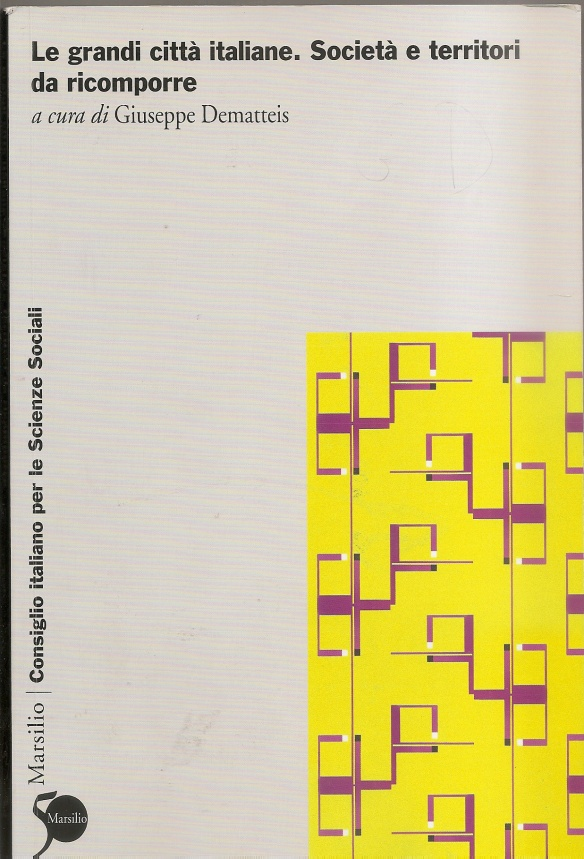 Le grandi città italiane. Società e territori
da ricomporre
a cura di Giuseppe Dematteis
Marsilio | Consiglio italiano per le Scienze Sociali
Marsilio